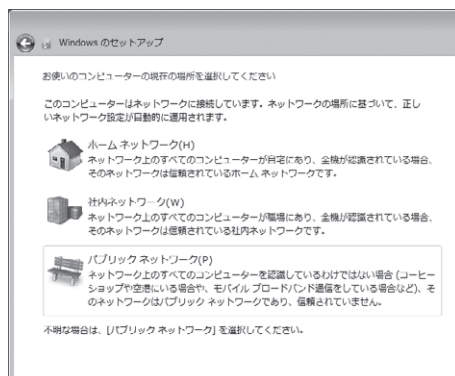 Windows のセットアップ
お使いのコンピューターの現在の場所を選択してください
このコンピューターはネットワークに接続しています。ネットワークの場所に基づいて、正し
いネットワーク設定が自動的に適用されます。
ホーム ネットワーク(H)
ネットワーク上のすべてのコンピューターが自宅にあり、全機が認識されている場合、
そのネットワークは信頼されているホーム ネットワークです。
社内ネットワーク(W)
ネットワーク上のすべてのコンピューターが職場にあり、全機が認識されている場合、
そのネットワークは信頼されている社内ネットワークです。
パブリック ネットワーク(P)
ネットワーク上のすべてのコンピューターを認識しているわけではない場合 (コーヒー
ショップや空港にいる場合や、モバイル ブロードバンド通信をしている場合など)、そ
のネットワークはパブリック ネットワークであり、信頼されていません。
不明な場合は、[パブリック ネットワーク] を選択してください。